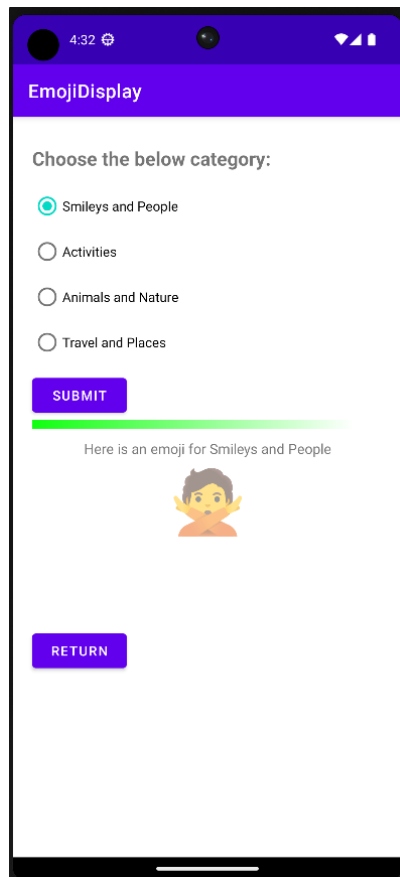 4:32
EmojiDisplay
Choose the below category:
Smileys and People
Activities
Animals and Nature
Travel and Places
SUBMIT
Here is an emoji for Smileys and People
RETURN